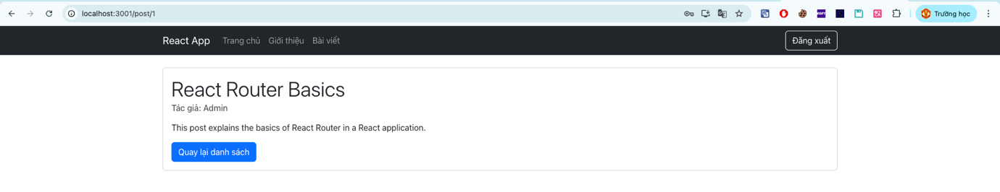 localhost:3001/post/1
Trường học
React App Trang chủ Giới thiệu Bài viết Đăng xuất
React Router Basics
Tác giả: Admin
This post explains the basics of React Router in a React application.
Quay lại danh sách